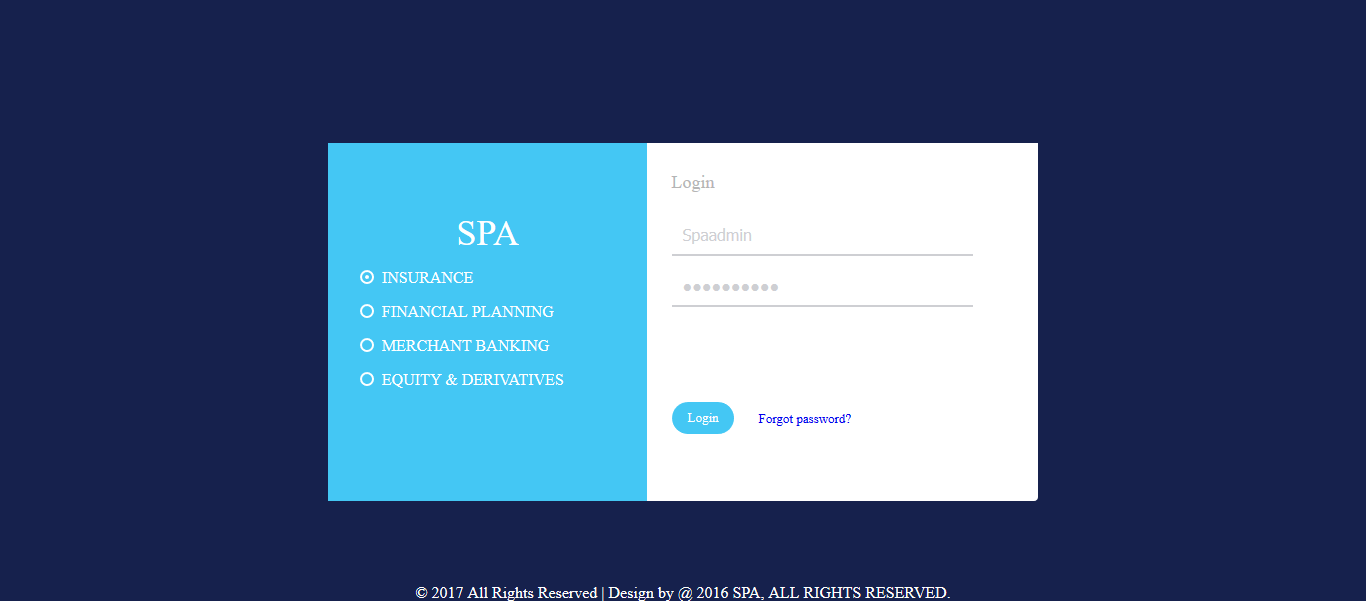 SPA
INSURANCE
FINANCIAL PLANNING
MERCHANT BANKING
EQUITY & DERIVATIVES
Login
Spaadmin
●●●●●●●●●●
Login
Forgot password?
© 2017 All Rights Reserved | Design by @ 2016 SPA, ALL RIGHTS RESERVED.